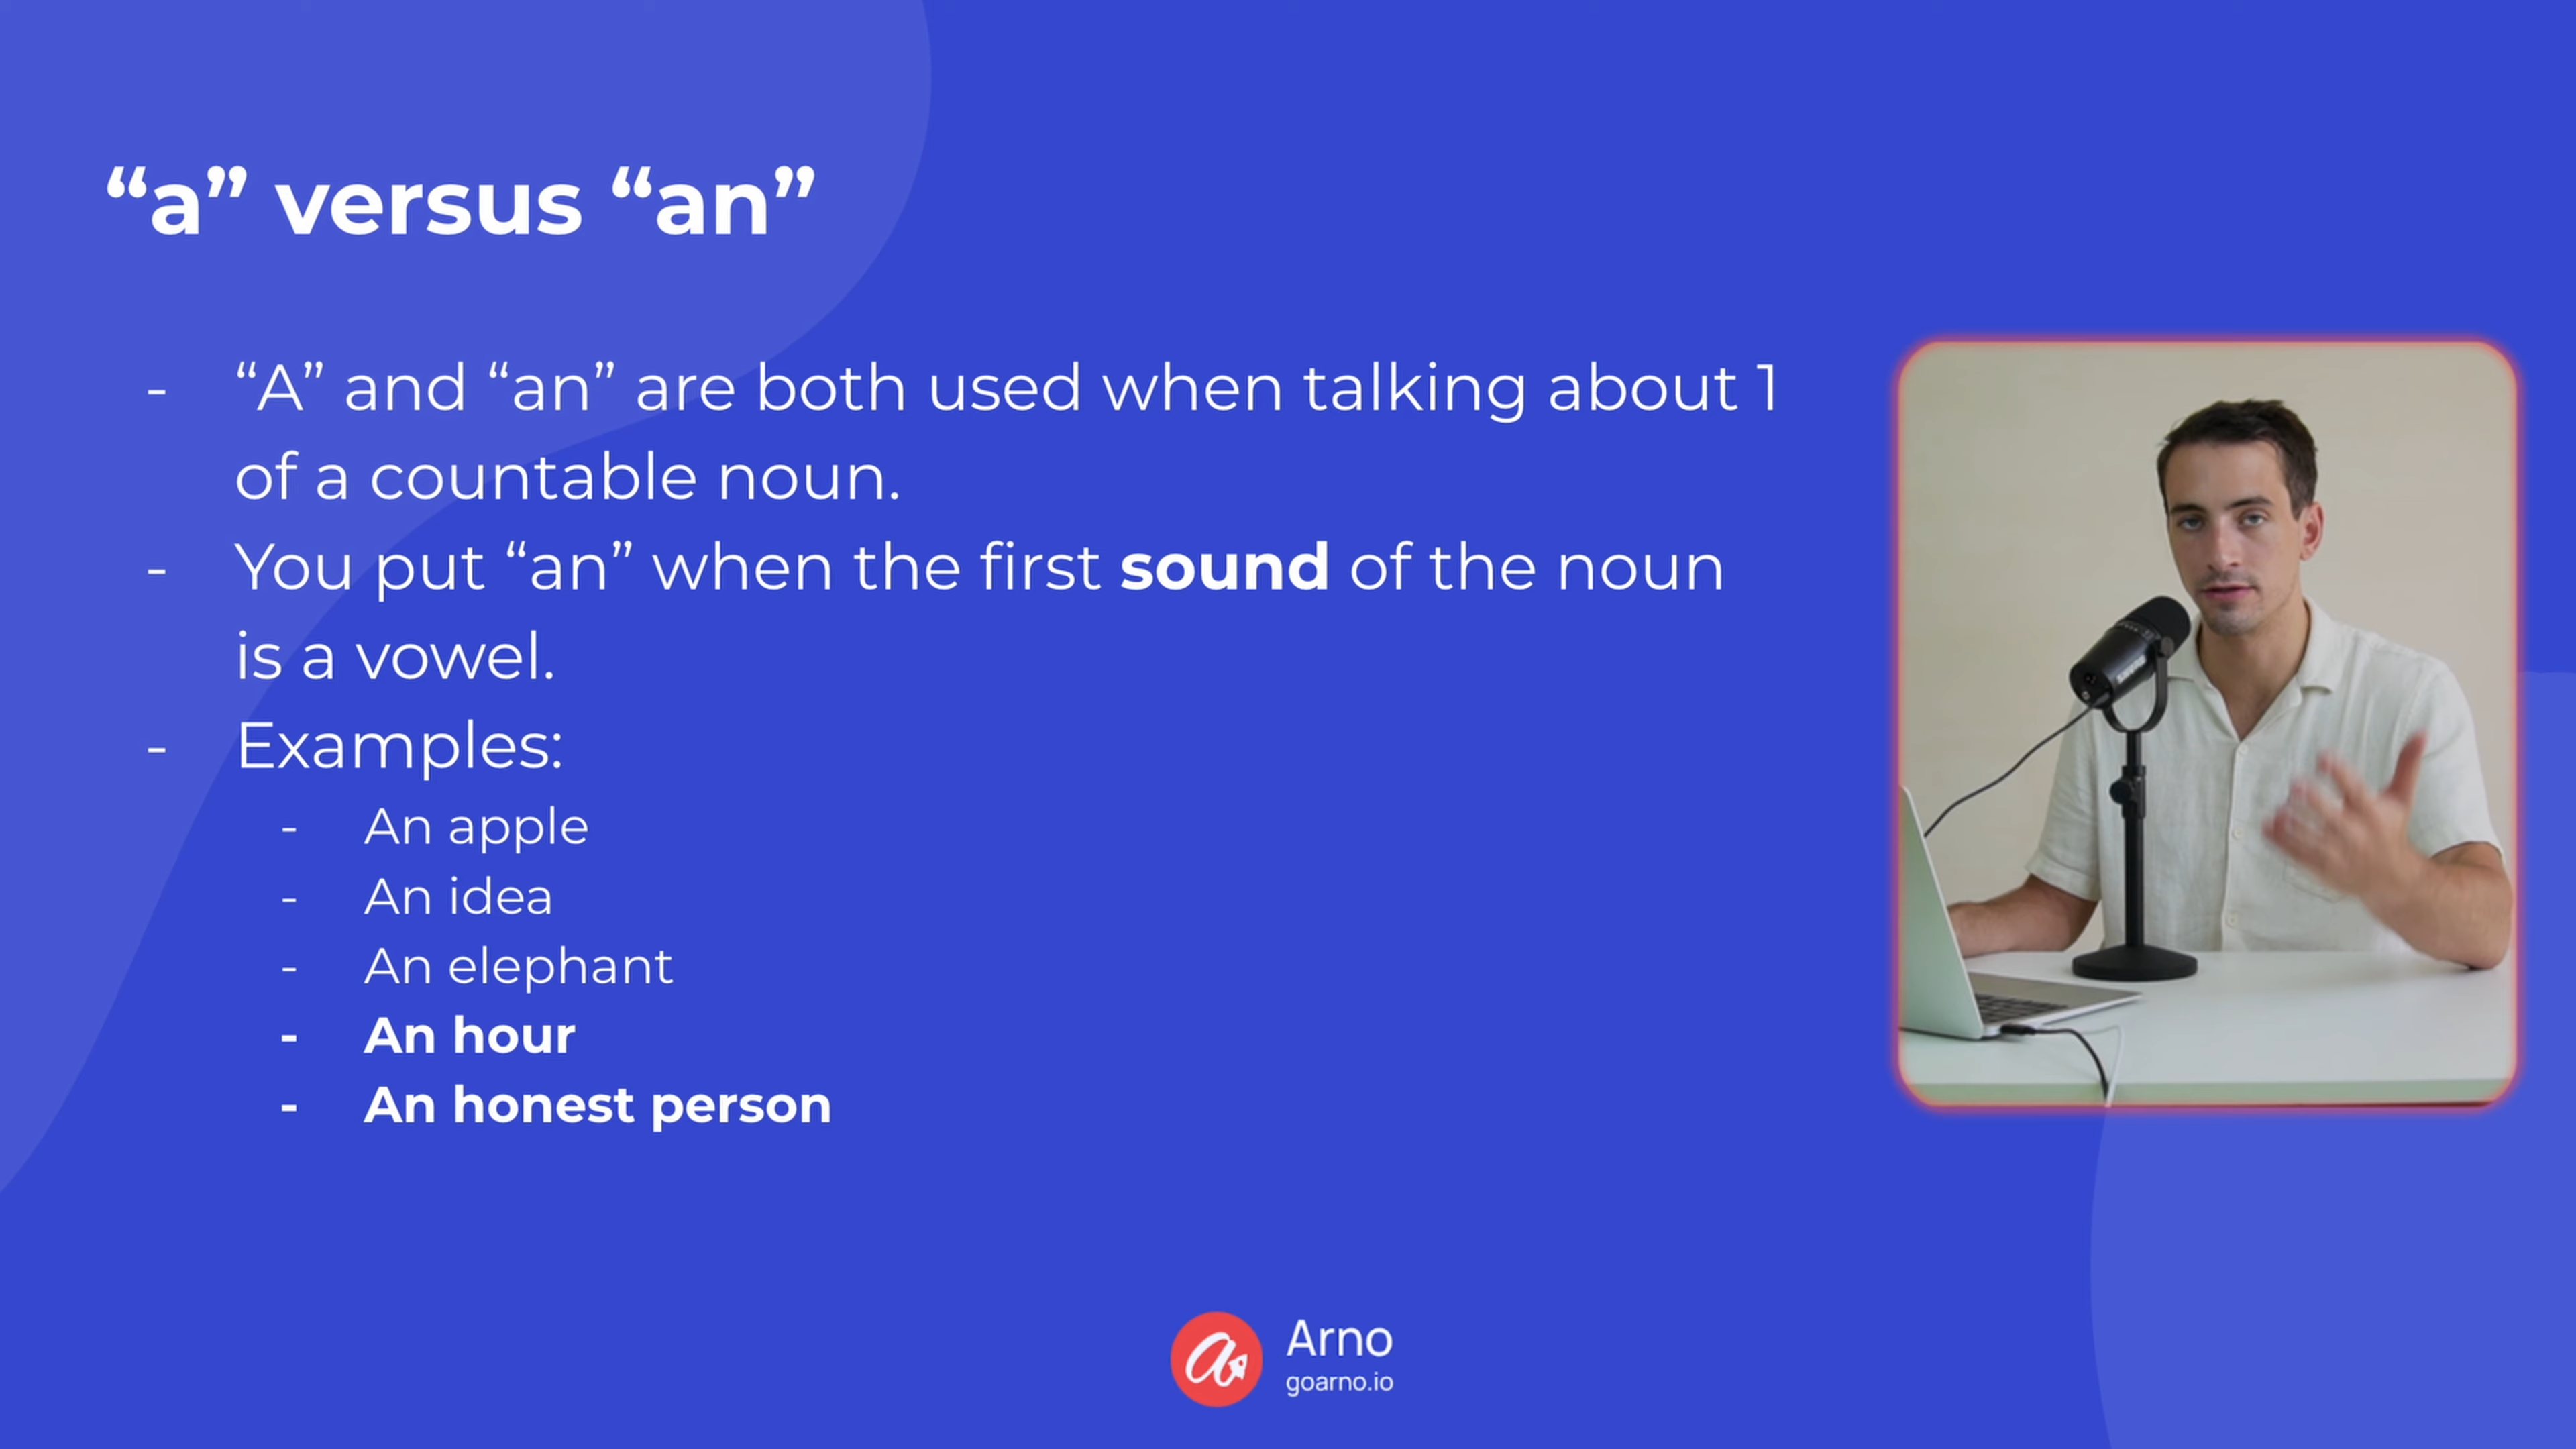 “a” versus “an”
- “A” and “an” are both used when talking about 1
of a countable noun.
- You put “an” when the first sound of the noun
is a vowel.
- Examples:
- An apple
- An idea
- An elephant
- An hour
- An honest person
Arno
goarno.io